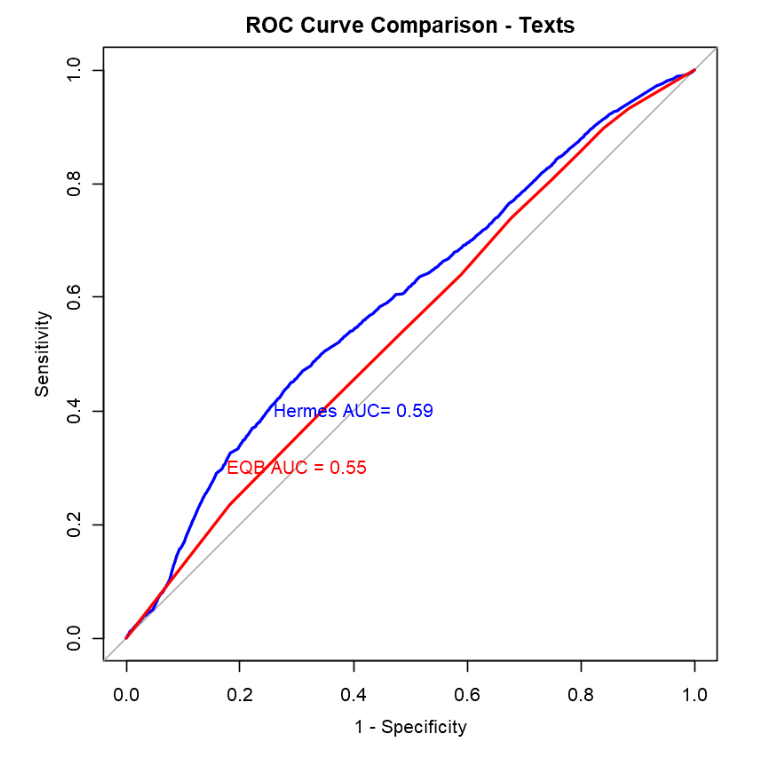 ROC Curve Comparison - Texts
Sensitivity
1.0
0.8
0.6
0.4
0.2
0.0
Hermes AUC= 0.59
EQB AUC = 0.55
0.0 0.2 0.4 0.6 0.8 1.0
1 - Specificity